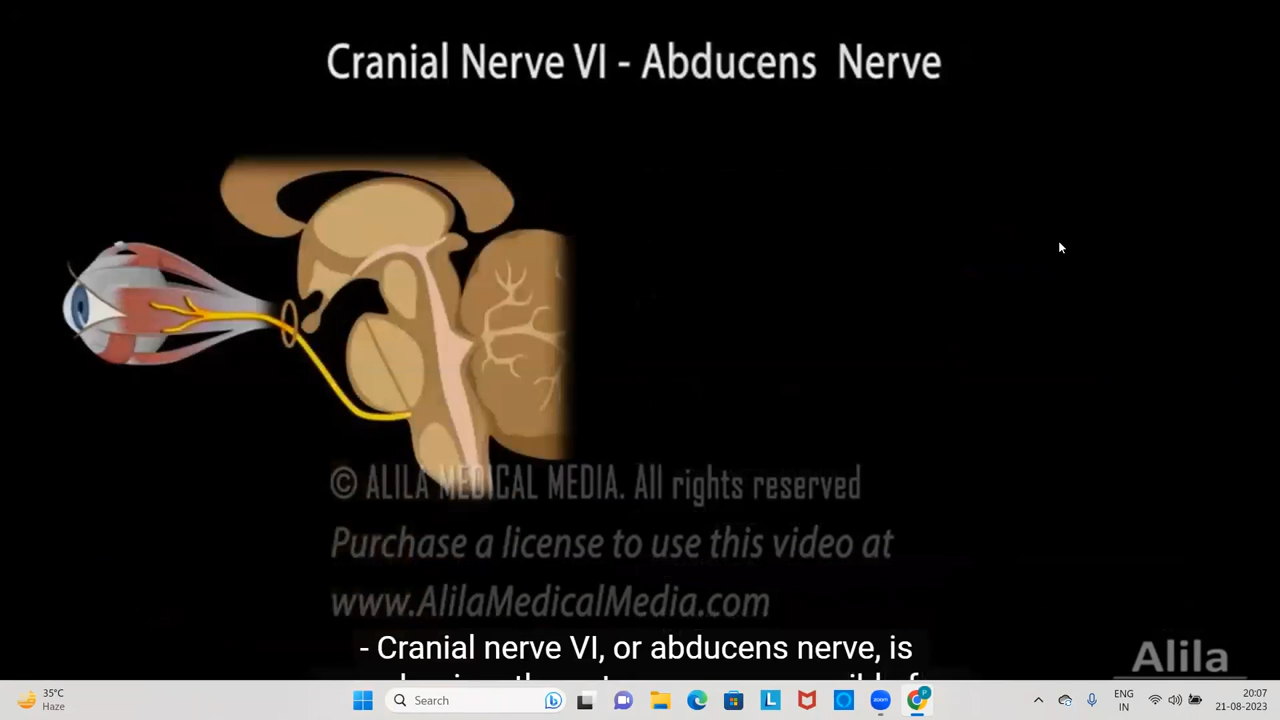 Cranial Nerve VI - Abducens Nerve
© ALILA MEDICAL MEDIA. All rights reserved
Purchase a license to use this video at
www.AlilaMedicalMedia.com
- Cranial nerve VI, or abducens nerve, is
Alila
35°C
Haze
Search
zoom
P
ENG
IN
20:07
21-08-2023